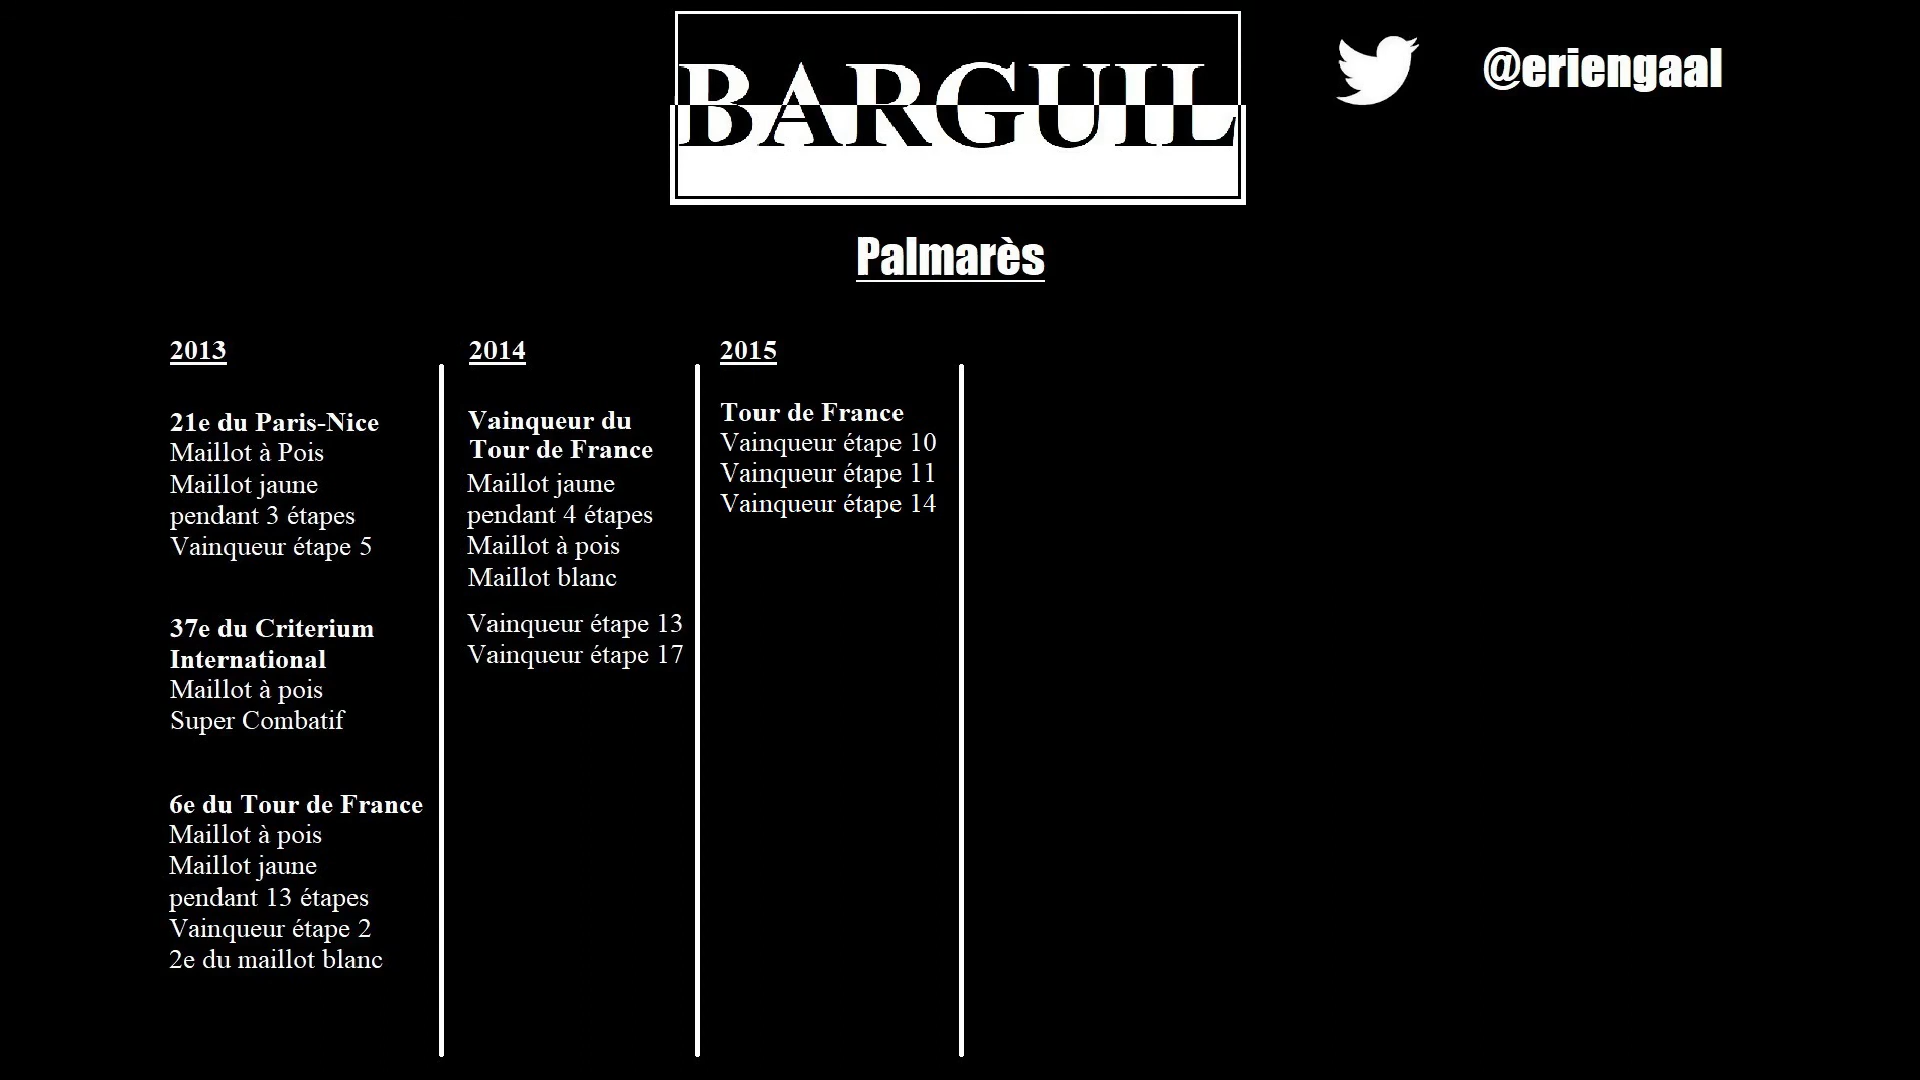 BARGUIL
@eriengaal
Palmarès
2013
21e du Paris-Nice
Maillot à Pois
Maillot jaune
pendant 3 étapes
Vainqueur étape 5
37e du Criterium
International
Maillot à pois
Super Combatif
6e du Tour de France
Maillot à pois
Maillot jaune
pendant 13 étapes
Vainqueur étape 2
2e du maillot blanc
2014
Vainqueur du
Tour de France
Maillot jaune
pendant 4 étapes
Maillot à pois
Maillot blanc
Vainqueur étape 13
Vainqueur étape 17
2015
Tour de France
Vainqueur étape 10
Vainqueur étape 11
Vainqueur étape 14